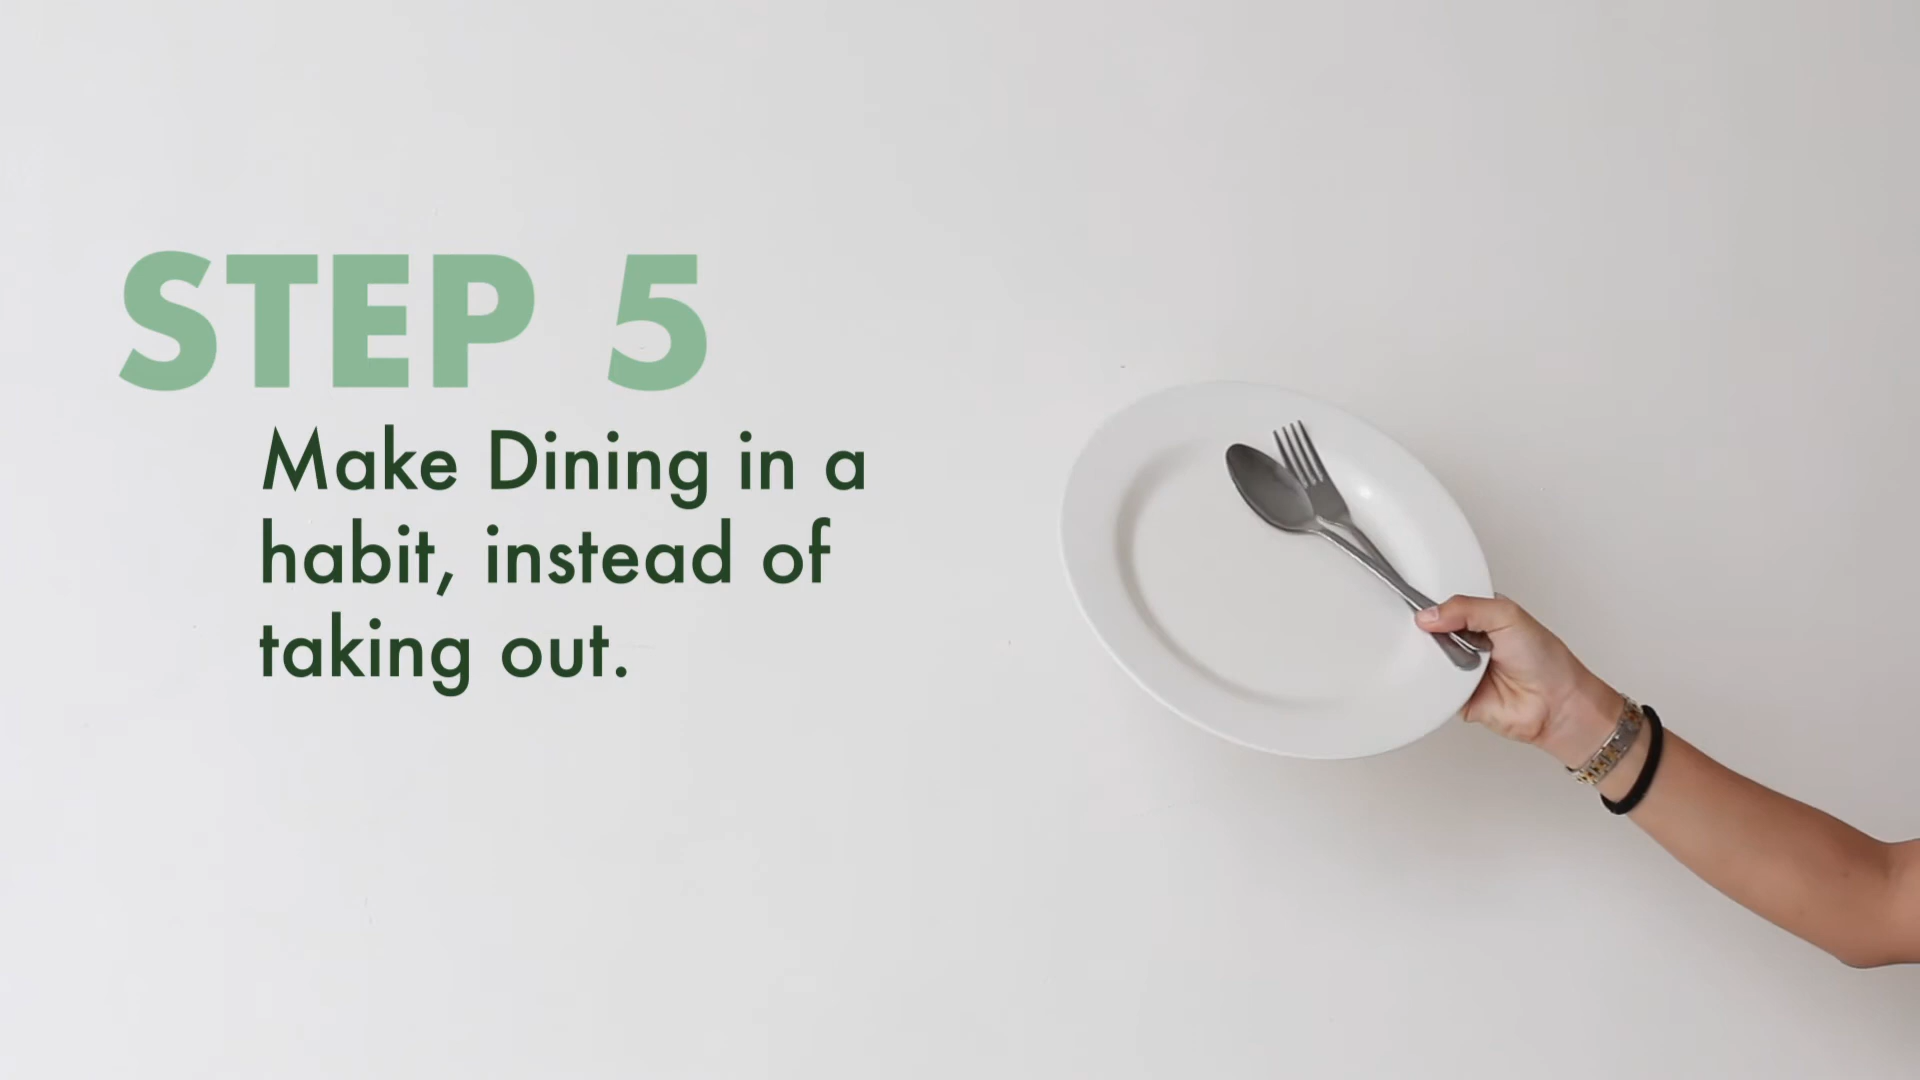 STEP 5
Make Dining in a
habit, instead of
taking out.